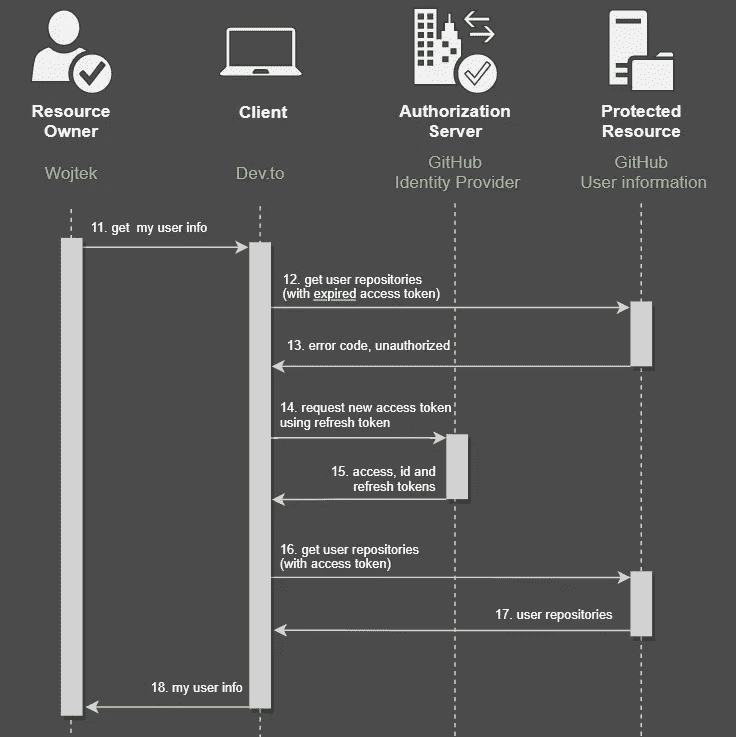 Resource
Owner
Client
Authorization
Server
Protected
Resource
Wojtek
Dev.to
GitHub
Identity Provider
GitHub
User information
11. get my user info
12. get user repositories
(with expired access token)
13. error code, unauthorized
14. request new access token
using refresh token
15. access, id and
refresh tokens
16. get user repositories
(with access token)
17. user repositories
18. my user info